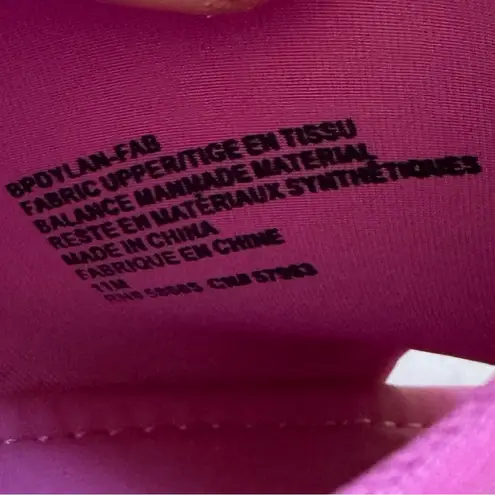 BPDYLAN-FAB
FABRIC UPPER/TIGE EN TISSU
BALANCE MANMADE MATERIAL
RESTE EN MATÉRIAUX SYNTHÉTIQUES
MADE IN CHINA
FABRIQUE EN CHINE
11M